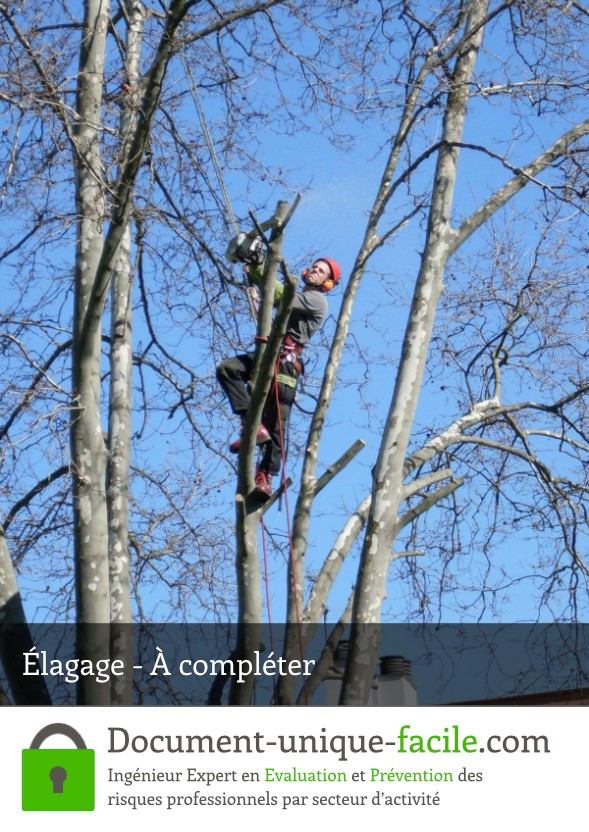 Élagage - À compléter
Document-unique-facile.com
Ingénieur Expert en Evaluation et Prévention des
risques professionnels par secteur d’activité